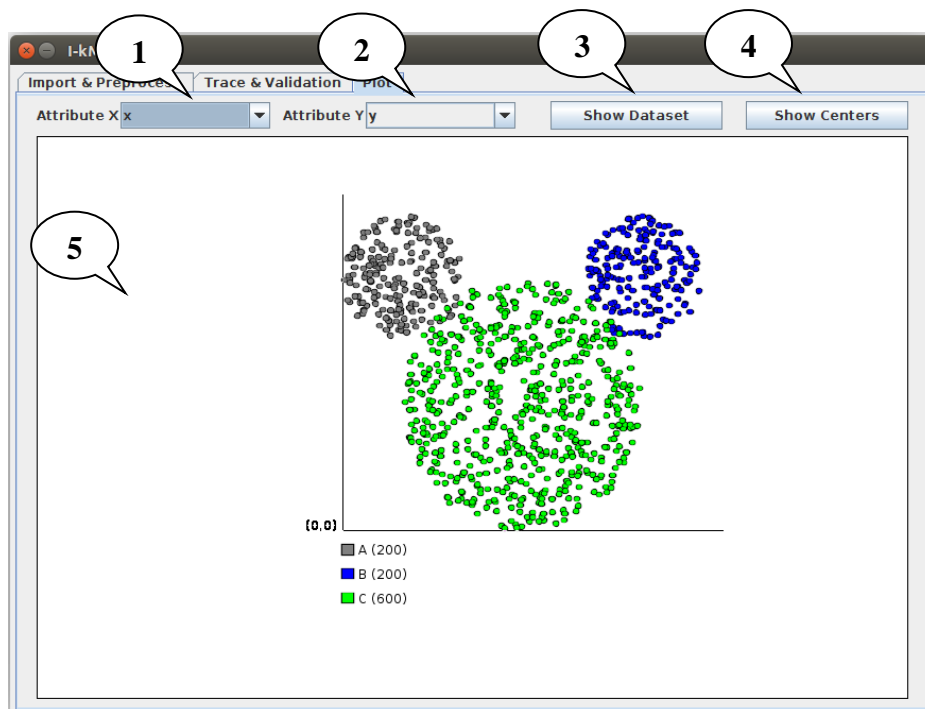 1
2
3
4
I-kN
Import & Preproces Trace & Validation Plot
Attribute X x Attribute Y y Show Dataset Show Centers
5
(0,0)
A (200)
B (200)
C (600)